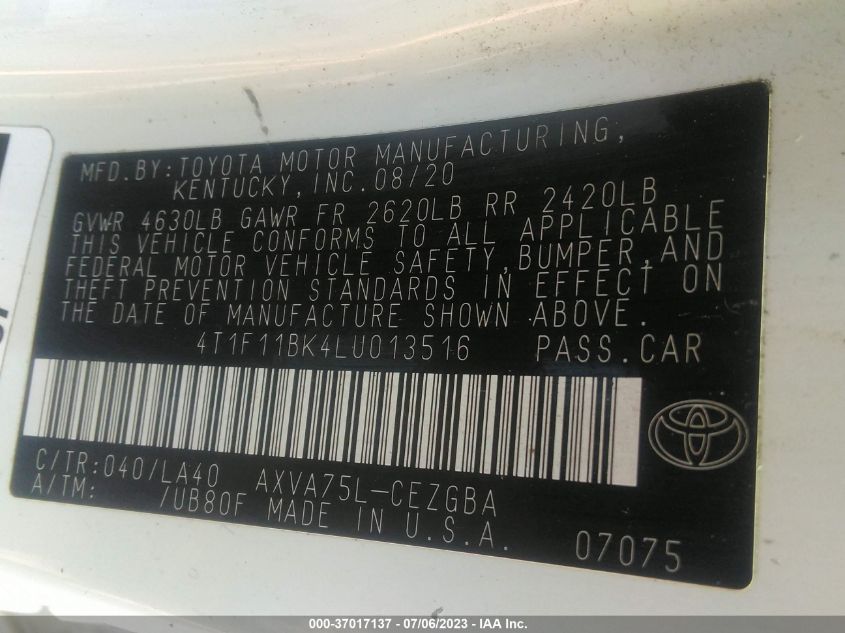 MFD.BY:TOYOTA MOTOR MANUFACTURING,
KENTUCKY,INC.08/20
GVWR 4630LB GAWR FR 2620LB RR 2420LB
THIS VEHICLE CONFORMS TO ALL APPLICABLE
FEDERAL MOTOR VEHICLE SAFETY,BUMPER,AND
THEFT PREVENTION STANDARDS IN EFFECT ON
THE DATE OF MANUFACTURE SHOWN ABOVE.
4T1F11BK4LU013516 PASS.CAR
C/TR:040/LA40 AXVA75L-CEZGBA
A/TM: /UB80F MADE IN U.S.A.
07075
000-37017137 - 07/06/2023 - © IAA Inc.